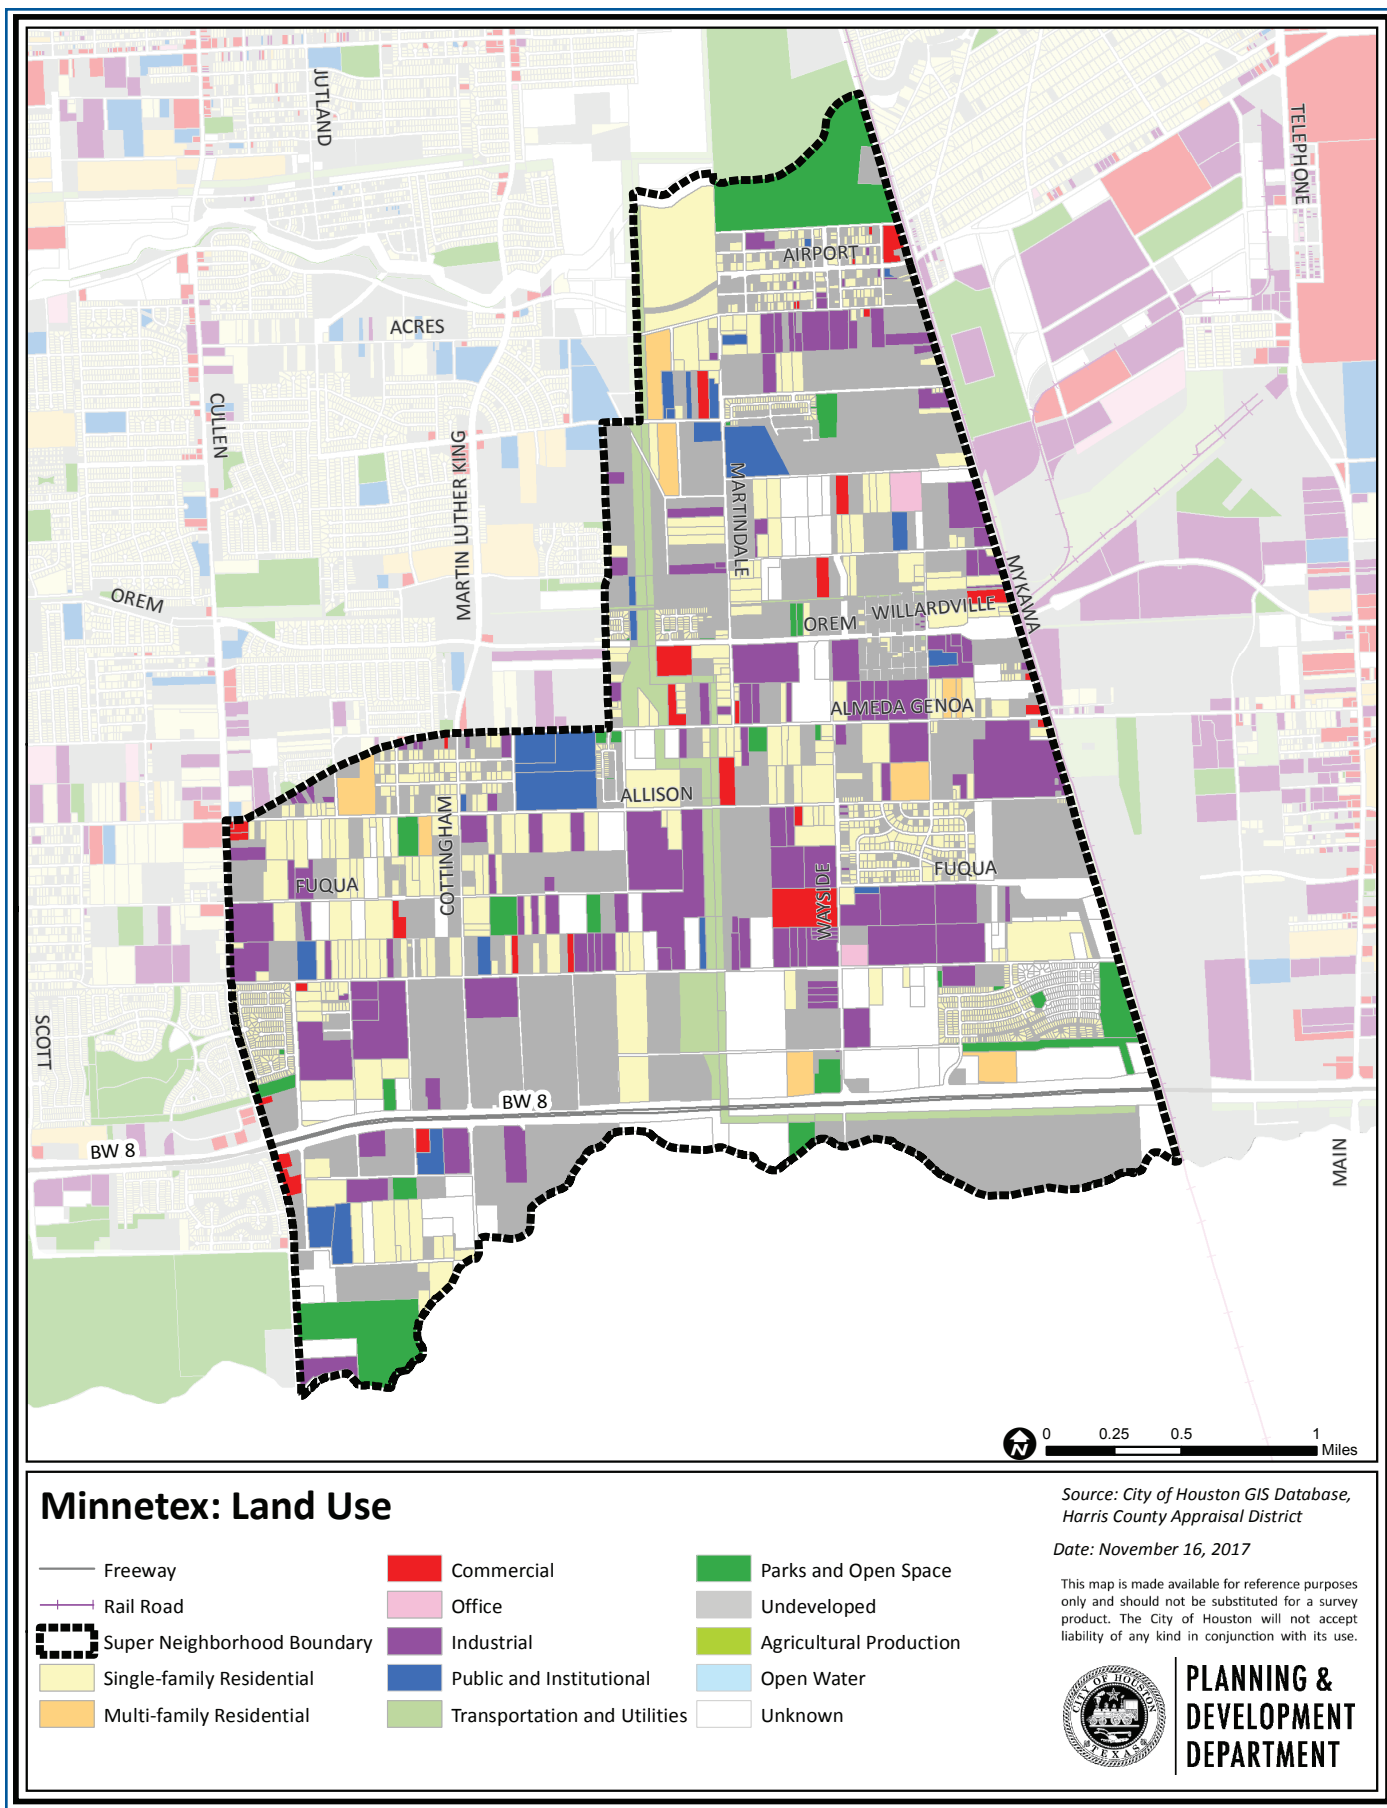 JUTLAND
TELEPHONE
AIRPORT
ACRES
CULLEN
MARTIN LUTHER KING
MARTINDALE
MYKAWA
OREM
WILLARDVILLE
OREM
ALMEDA GENOA
ALLISON
COTTINGHAM
FUQUA
FUQUA
WAYSIDE
SCOTT
BW 8
BW 8
MAIN
N
0 0.25 0.5 1
Miles
Minnetex: Land Use
Freeway
Rail Road
Super Neighborhood Boundary
Single-family Residential
Multi-family Residential
Commercial
Office
Industrial
Public and Institutional
Transportation and Utilities
Parks and Open Space
Undeveloped
Agricultural Production
Open Water
Unknown
Source: City of Houston GIS Database,
Harris County Appraisal District
Date: November 16, 2017
This map is made available for reference purposes
only and should not be substituted for a survey
product. The City of Houston will not accept
liability of any kind in conjunction with its use.
CITY OF HOUSTON
TEXAS
PLANNING &
DEVELOPMENT
DEPARTMENT